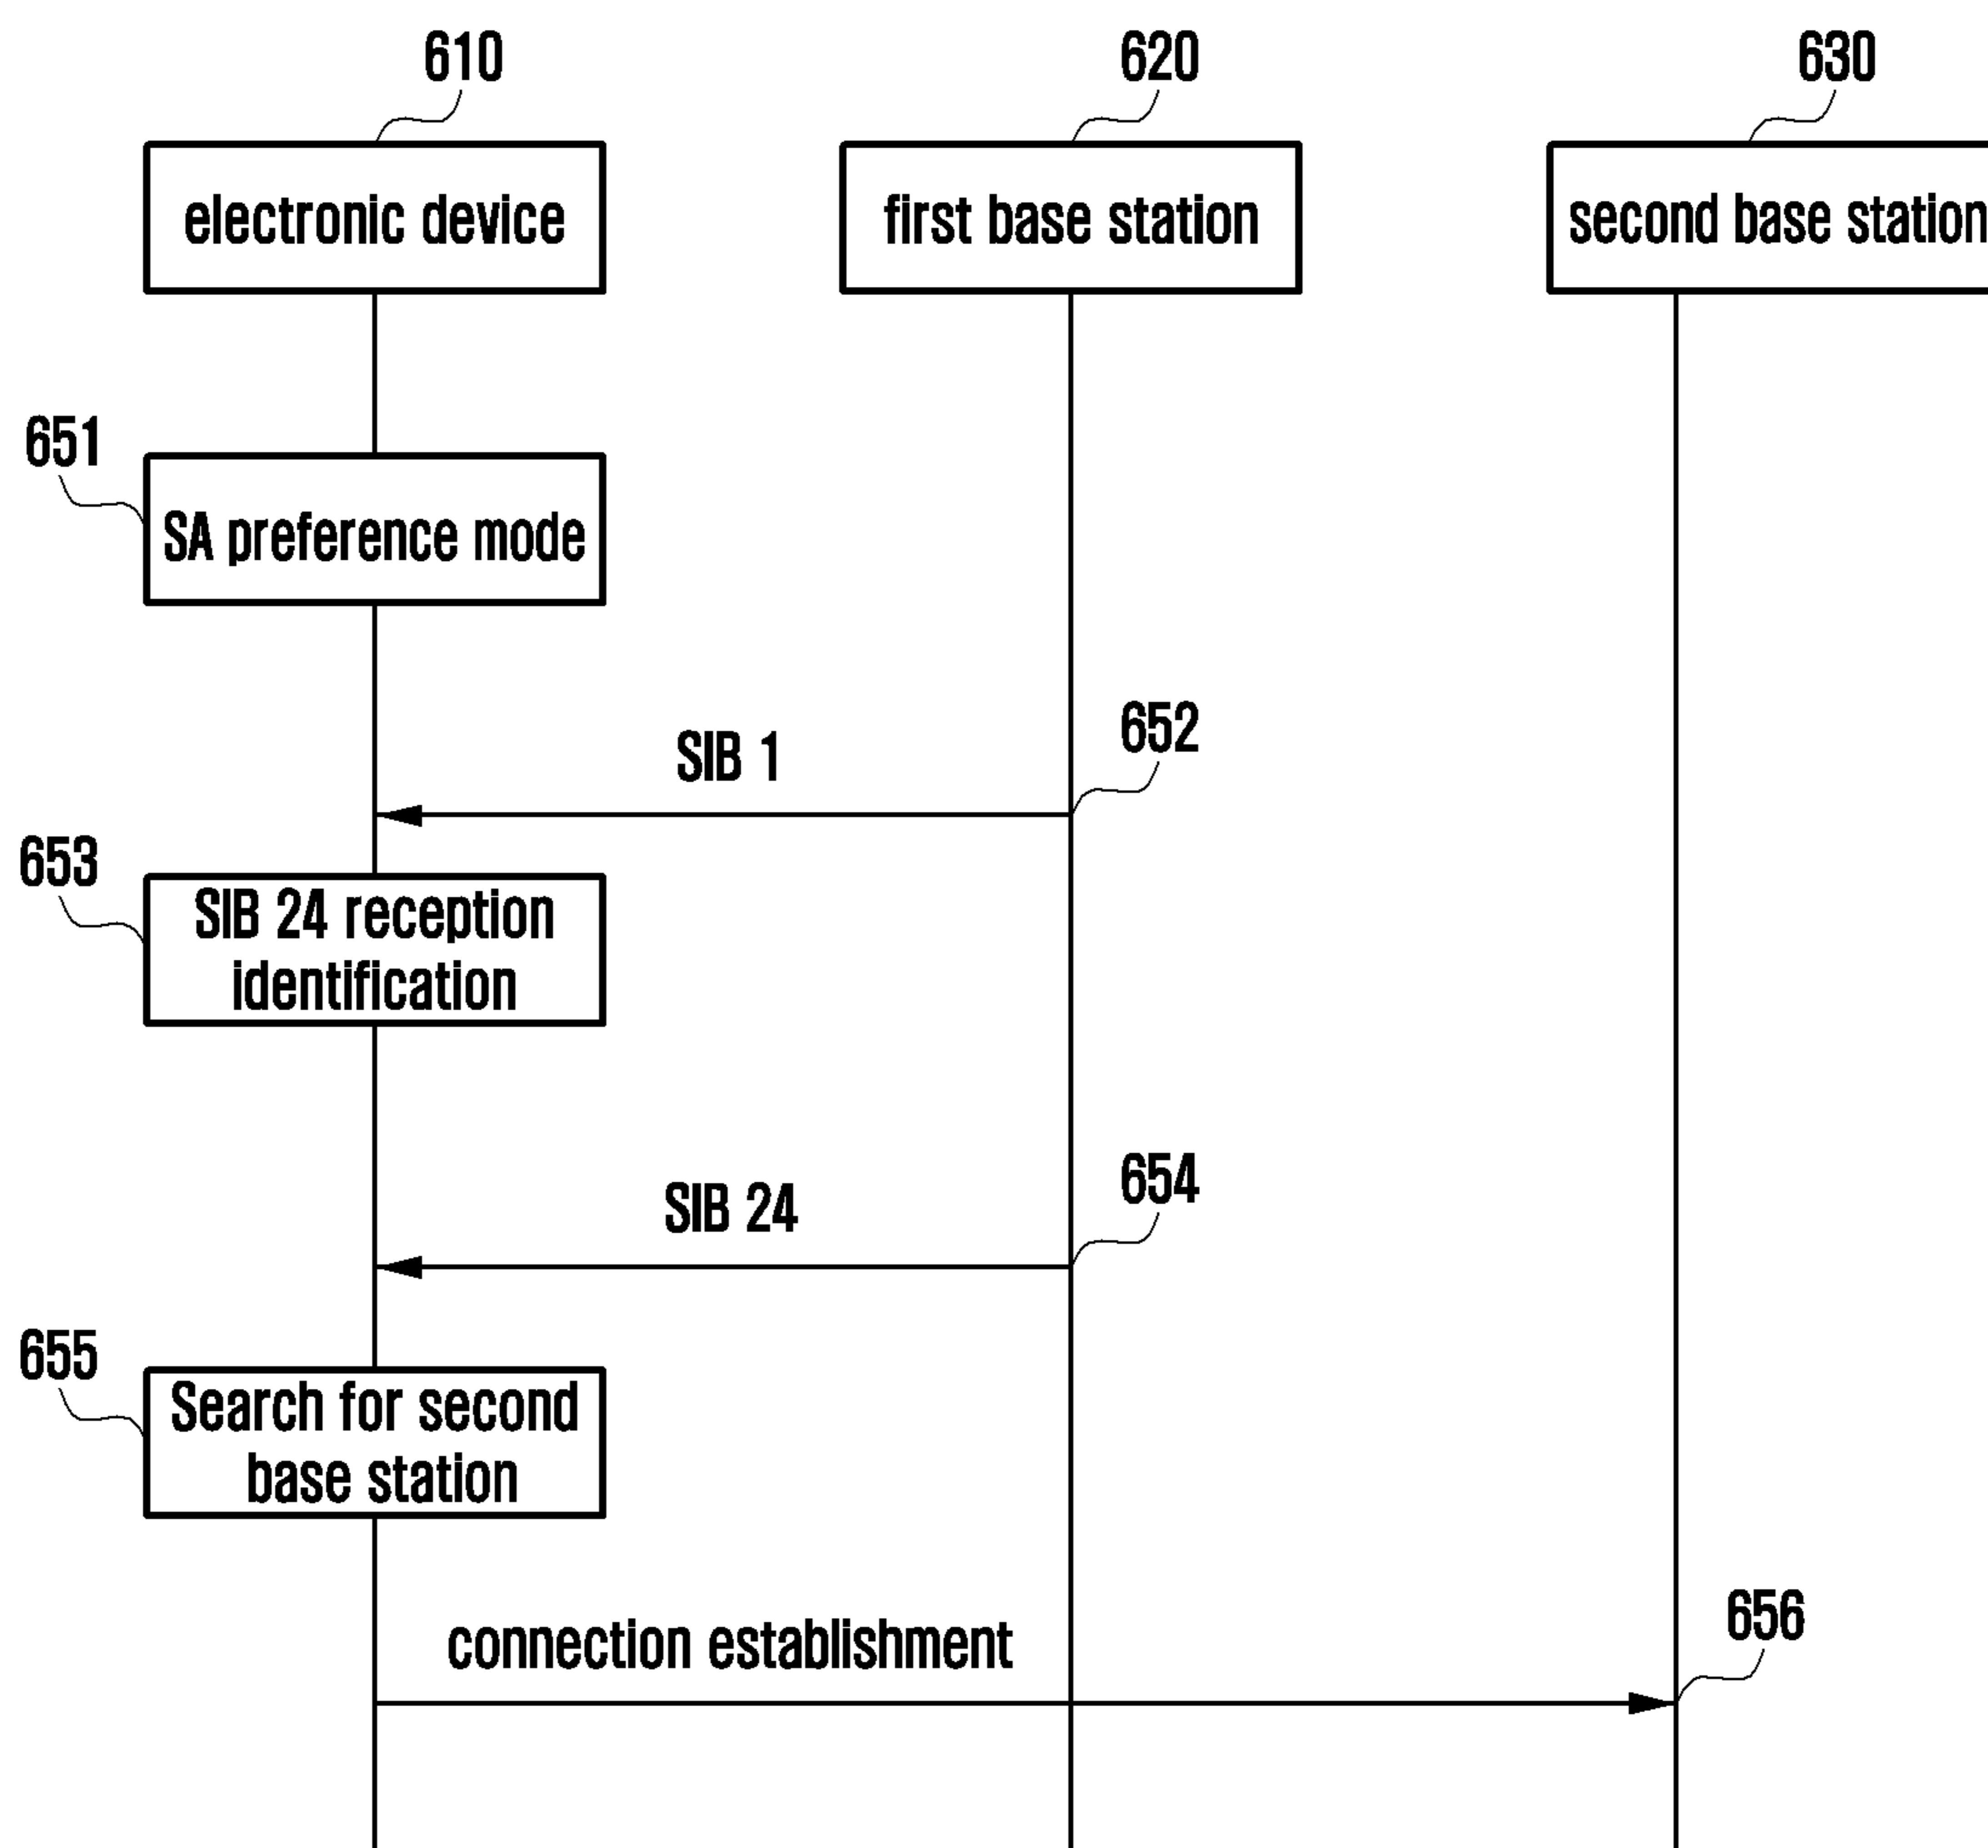 610
620
630
electronic device
first base station
second base station
651
SA preference mode
SIB 1
652
653
SIB 24 reception
identification
SIB 24
654
655
Search for second
base station
connection establishment
656